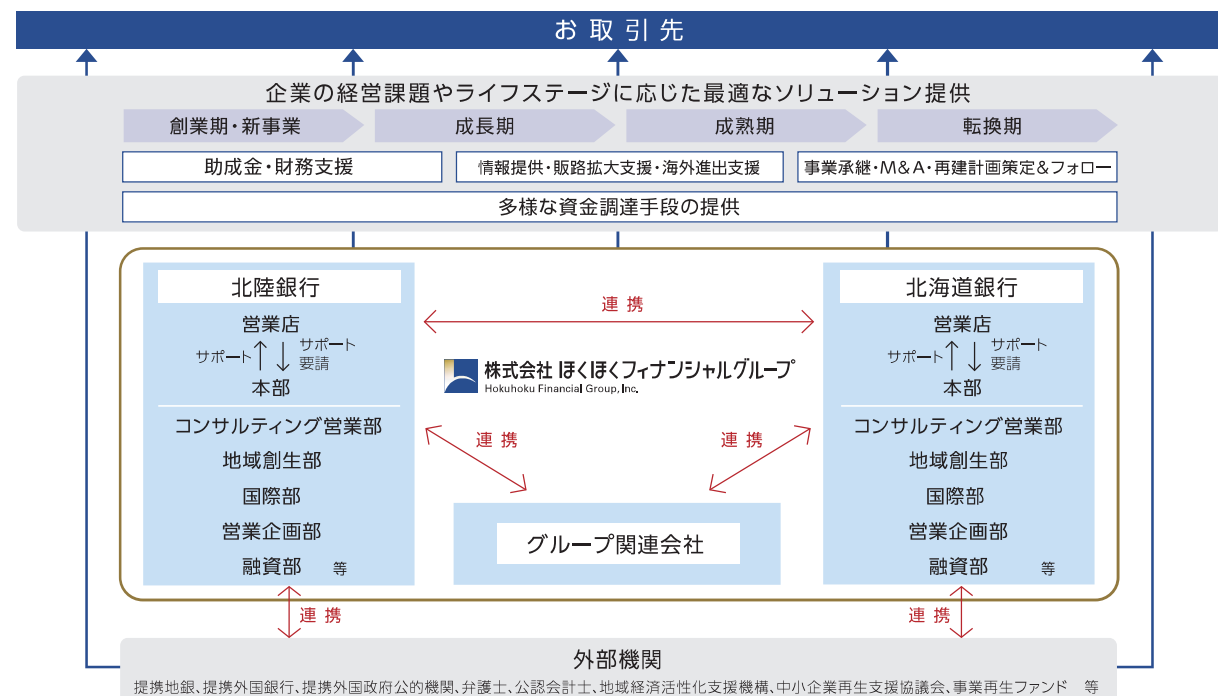 お取引先
企業の経営課題やライフステージに応じた最適なソリューション提供
創業期・新事業
成長期
成熟期
転換期
助成金・財務支援
情報提供・販路拡大支援・海外進出支援
事業承継・M&A・再建計画策定&フォロー
多様な資金調達手段の提供
北陸銀行
営業店
サポート
サポート
要請
本部
コンサルティング営業部
地域創生部
国際部
営業企画部
融資部 等
連携
株式会社 ほくほくフィナンシャルグループ
Hokuhoku Financial Group, Inc.
連携
連携
グループ関連会社
北海道銀行
営業店
サポート
サポート
要請
本部
コンサルティング営業部
地域創生部
国際部
営業企画部
融資部 等
連携
連携
外部機関
提携地銀、提携外国銀行、提携外国政府公的機関、弁護士、公認会計士、地域経済活性化支援機構、中小企業再生支援協議会、事業再生ファンド 等